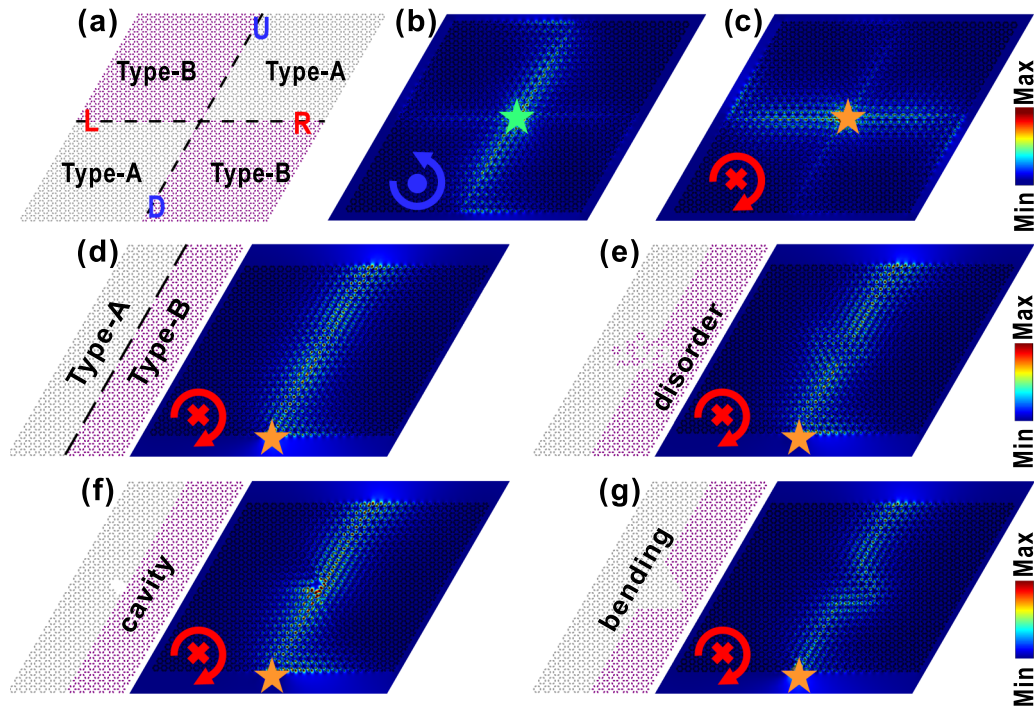 (a)
U
Type-B
Type-A
L
R
Type-A
Type-B
D
(b)
(c)
Min Max
(d)
Type-A
Type-B
(e)
disorder
Min Max
(f)
cavity
(g)
bending
Min Max